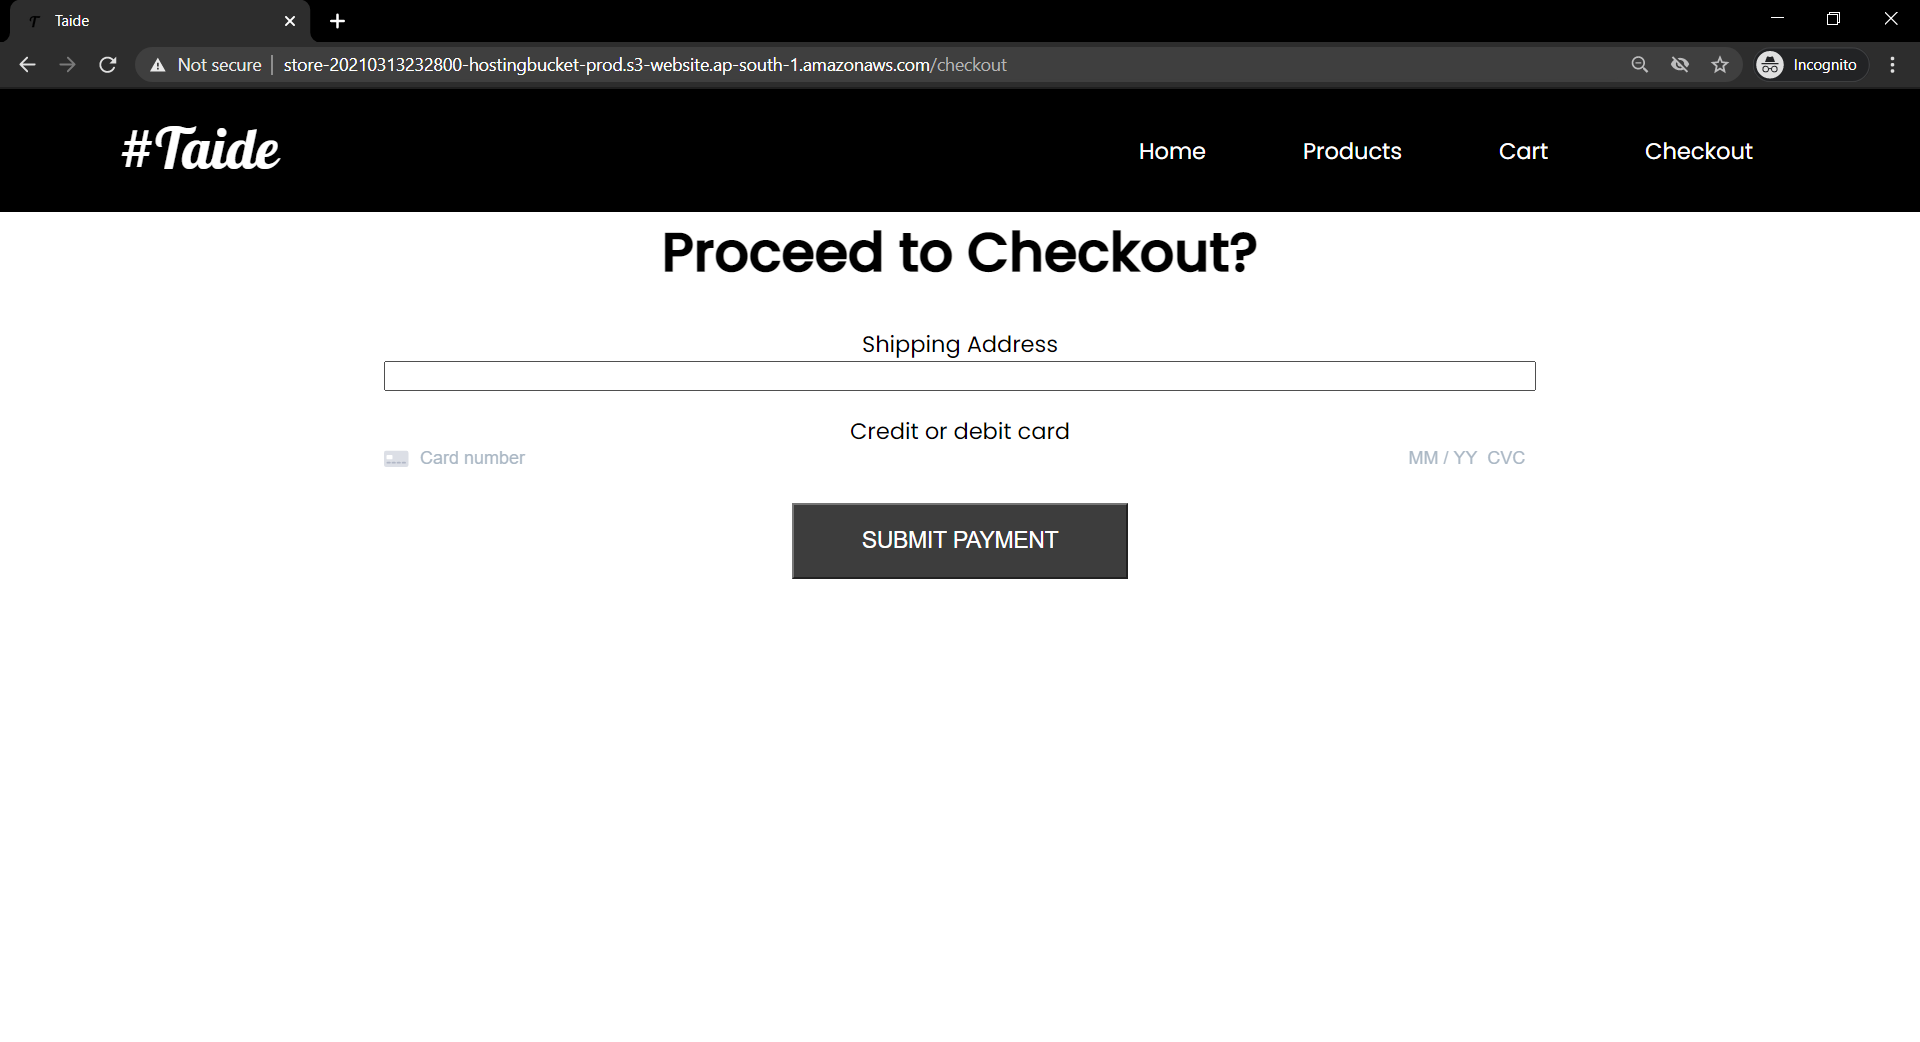 Taide
Not secure store-20210313232800-hostingbucket-prod.s3-website.ap-south-1.amazonaws.com/checkout Incognito
#Taide Home Products Cart Checkout
Proceed to Checkout?
Shipping Address
Credit or debit card
Card number MM / YY CVC
SUBMIT PAYMENT